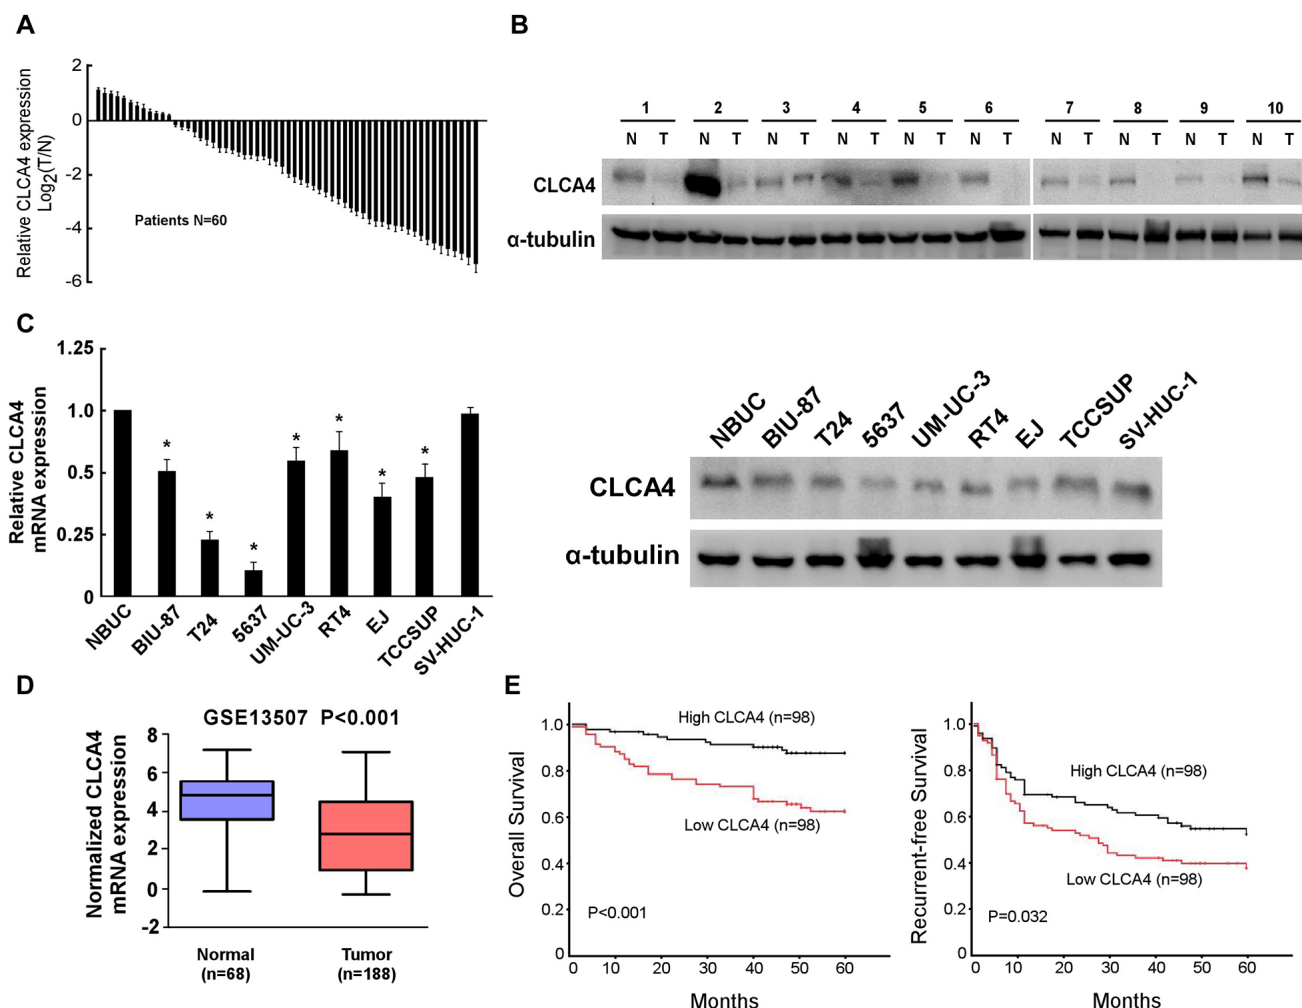 A
Relative CLCA4 expression
Log2(T/N)
2
0
-2
-4
-6
Patients N=60
B
1 2 3 4 5 6 7 8 9 10
N T N T N T N T N T N T N T N T N T N T
CLCA4
α-tubulin
C
Relative CLCA4
mRNA expression
1.25
1.0
0.5
0.25
0
* * * * * * *
NBUC BIU-87 T24 5637 UM-UC-3 RT4 EJ TCCSUP SV-HUC-1
NBUC BIU-87 T24 5637 UM-UC-3 RT4 EJ TCCSUP SV-HUC-1
CLCA4
α-tubulin
D
GSE13507 P<0.001
Normalized CLCA4
mRNA expression
8
6
4
2
0
-2
Normal
(n=68)
Tumor
(n=188)
E
Overall Survival
1.0
0.8
0.6
0.4
0.2
0
High CLCA4 (n=98)
Low CLCA4 (n=98)
P<0.001
0 10 20 30 40 50 60
Months
Recurrent-free Survival
1.0
0.8
0.6
0.4
0.2
0
High CLCA4 (n=98)
Low CLCA4 (n=98)
P=0.032
0 10 20 30 40 50 60
Months